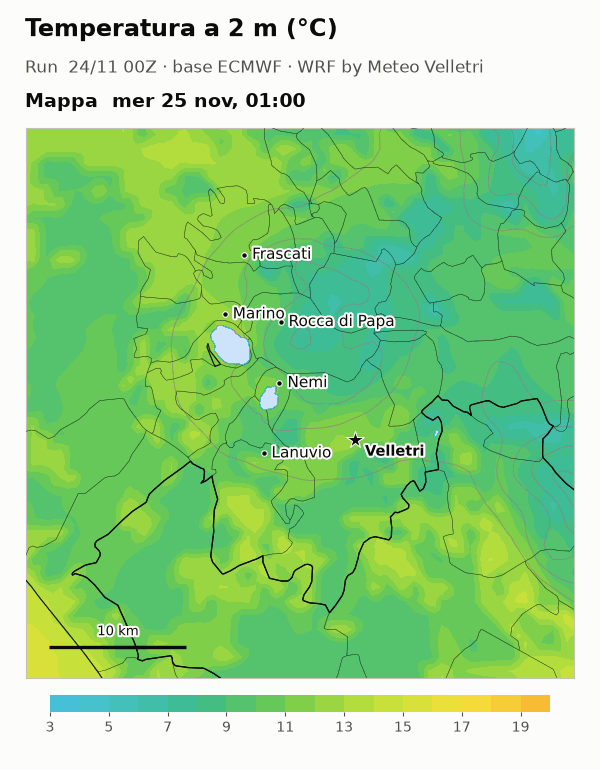 Temperatura a 2 m (°C)
Run  24/11 00Z · base ECMWF · WRF by Meteo Velletri
Mappa  mer 25 nov, 01:00
Frascati
Marino
Rocca di Papa
Nemi
Velletri
Lanuvio
10 km
3 5 7 9 11 13 15 17 19